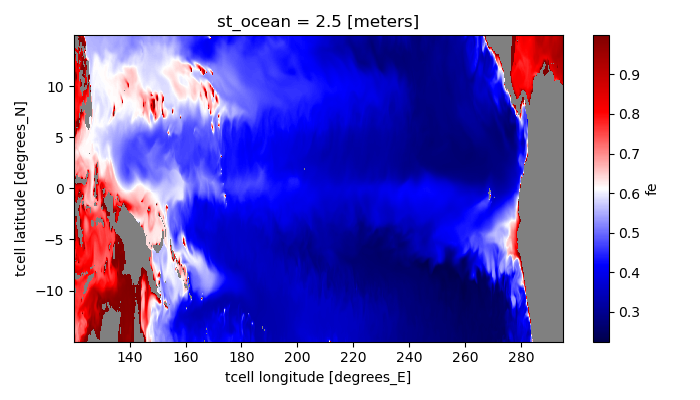 st_ocean = 2.5 [meters]
tcell latitude [degrees_N]
10
5
0
−5
−10
140 160 180 200 220 240 260 280
tcell longitude [degrees_E]
0.9
0.8
0.7
0.6
0.5
0.4
0.3
fe